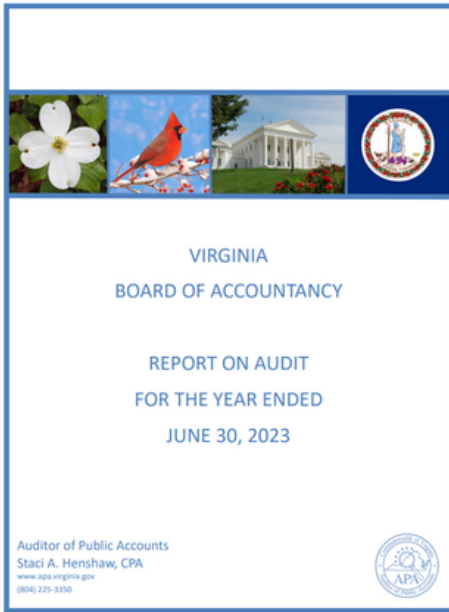 VIRGINIA
BOARD OF ACCOUNTANCY
REPORT ON AUDIT
FOR THE YEAR ENDED
JUNE 30, 2023
Auditor of Public Accounts
Staci A. Henshaw, CPA
www.apa.virginia.gov
(804) 225-3350
APA